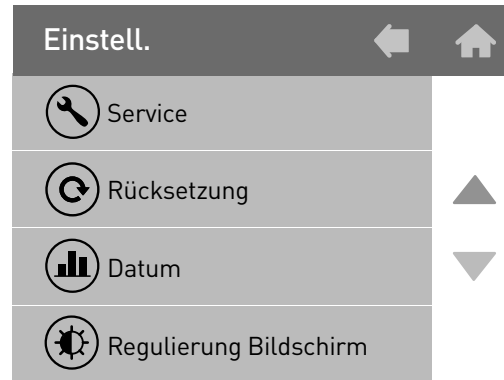 Einstell.
Service
Rücksetzung
Datum
Regulierung Bildschirm